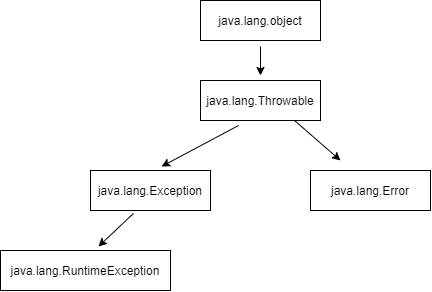 java.lang.object
java.lang.Throwable
java.lang.Exception
java.lang.Error
java.lang.RuntimeException